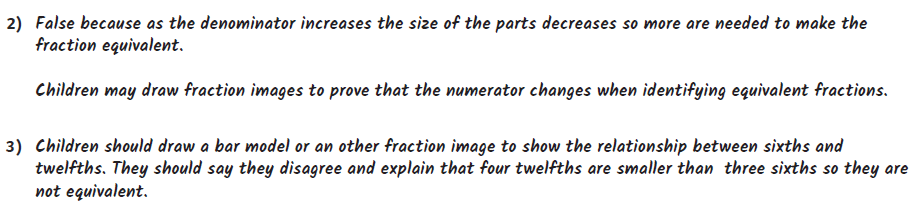 2) False because as the denominator increases the size of the parts decreases so more are needed to make the
fraction equivalent.
Children may draw fraction images to prove that the numerator changes when identifying equivalent fractions.
3) Children should draw a bar model or an other fraction image to show the relationship between sixths and
twelfths. They should say they disagree and explain that four twelfths are smaller than three sixths so they are
not equivalent.